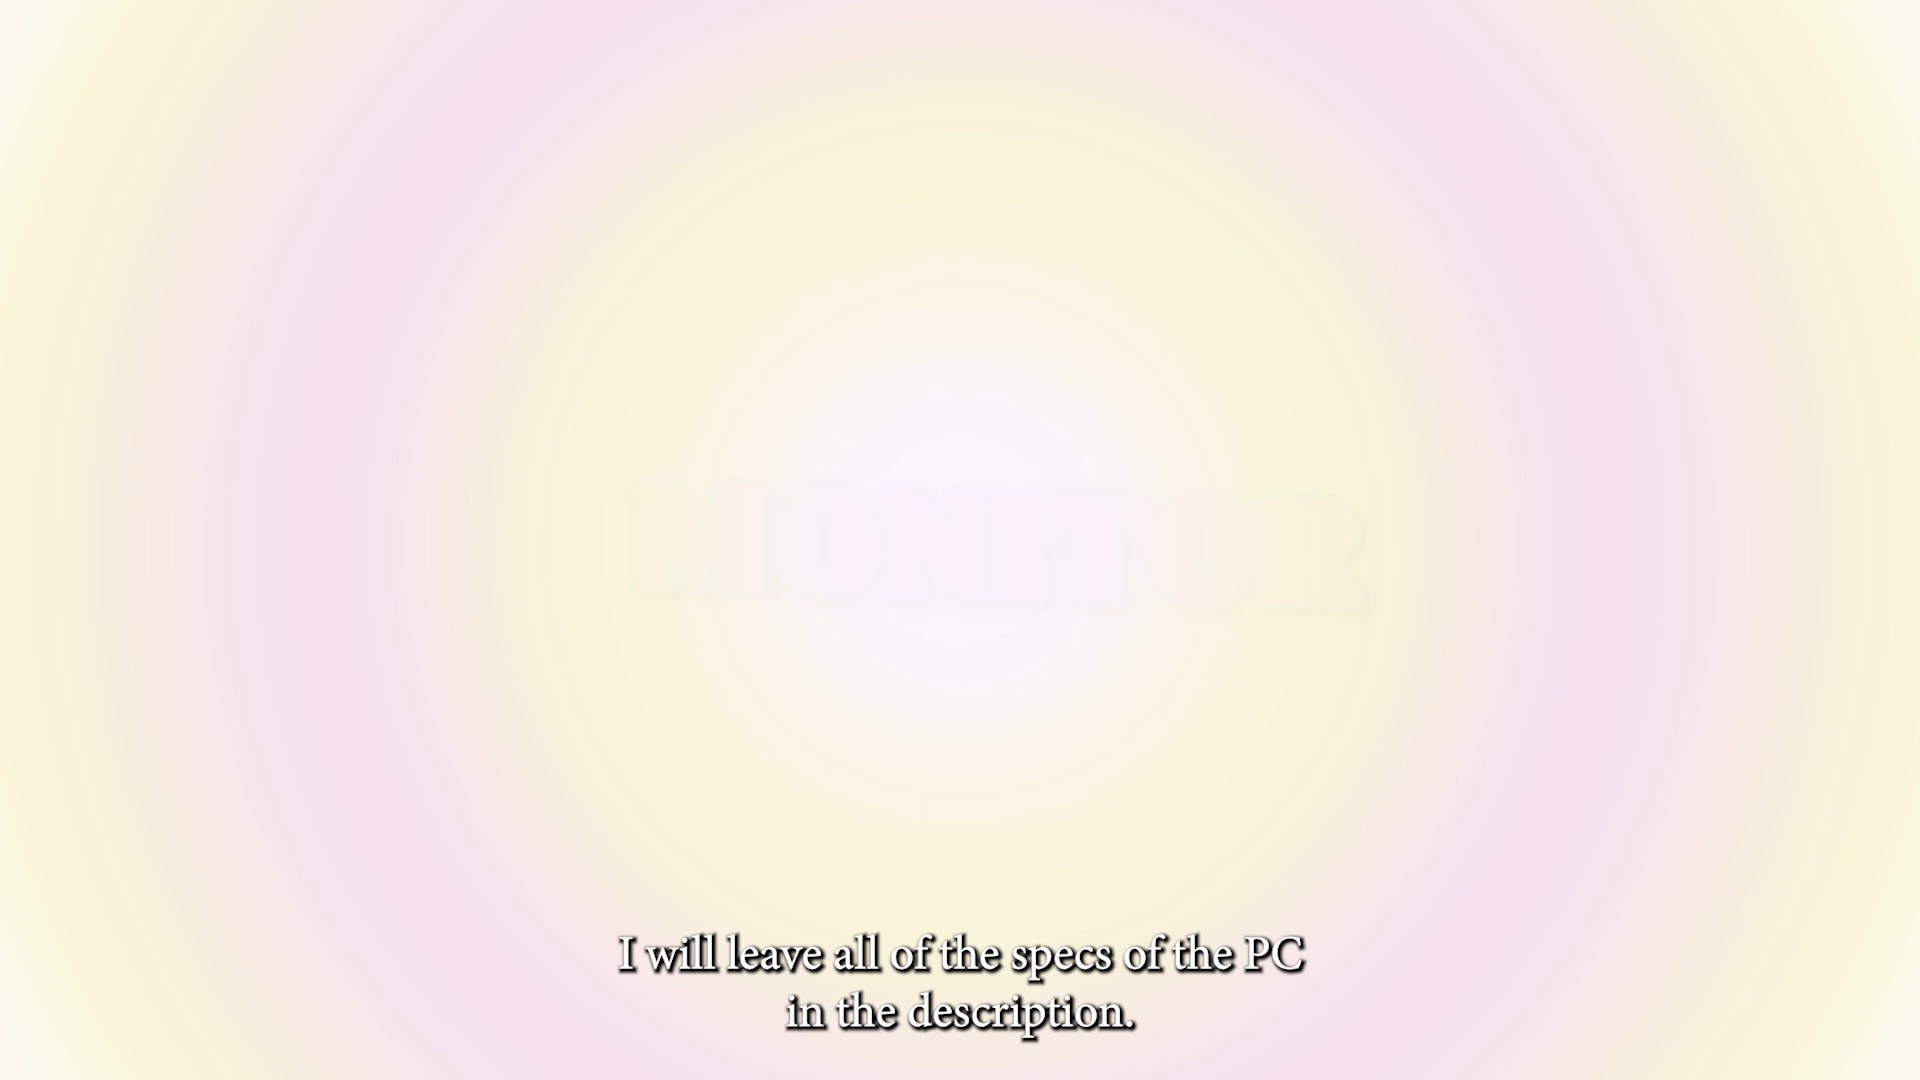 MONITOR
I will leave all of the specs of the PC
in the description.